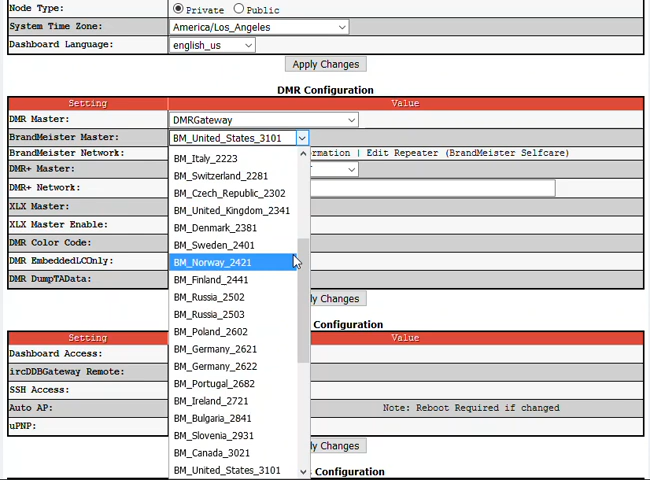 Node Type: Private Public
System Time Zone: America/Los_Angeles
Dashboard Language: english_us
Apply Changes
DMR Configuration
Setting Value
DMR Master: DMRGateway
BrandMeister Master: BM_United_States_3101
BrandMeister Network: rmation | Edit Repeater (BrandMeister Selfcare)
BM_Italy_2223
DMR+ Master: BM_Switzerland_2281
DMR+ Network: BM_Czech_Republic_2302
XLX Master: BM_United_Kingdom_2341
XLX Master Enable: BM_Denmark_2381
DMR Color Code: BM_Sweden_2401
DMR EmbeddedLCOnly: BM_Norway_2421
DMR DumpTAData: BM_Finland_2441
BM_Russia_2502 ly Changes
BM_Russia_2503
Configuration
Setting BM_Poland_2602 Value
Dashboard Access: BM_Germany_2621
ircDDBGateway Remote: BM_Germany_2622
SSH Access: BM_Portugal_2682
Auto AP: BM_Ireland_2721 Note: Reboot Required if changed
uPNP: BM_Bulgaria_2841
BM_Slovenia_2931
BM_Canada_3021 ly Changes
BM_United_States_3101 Configuration